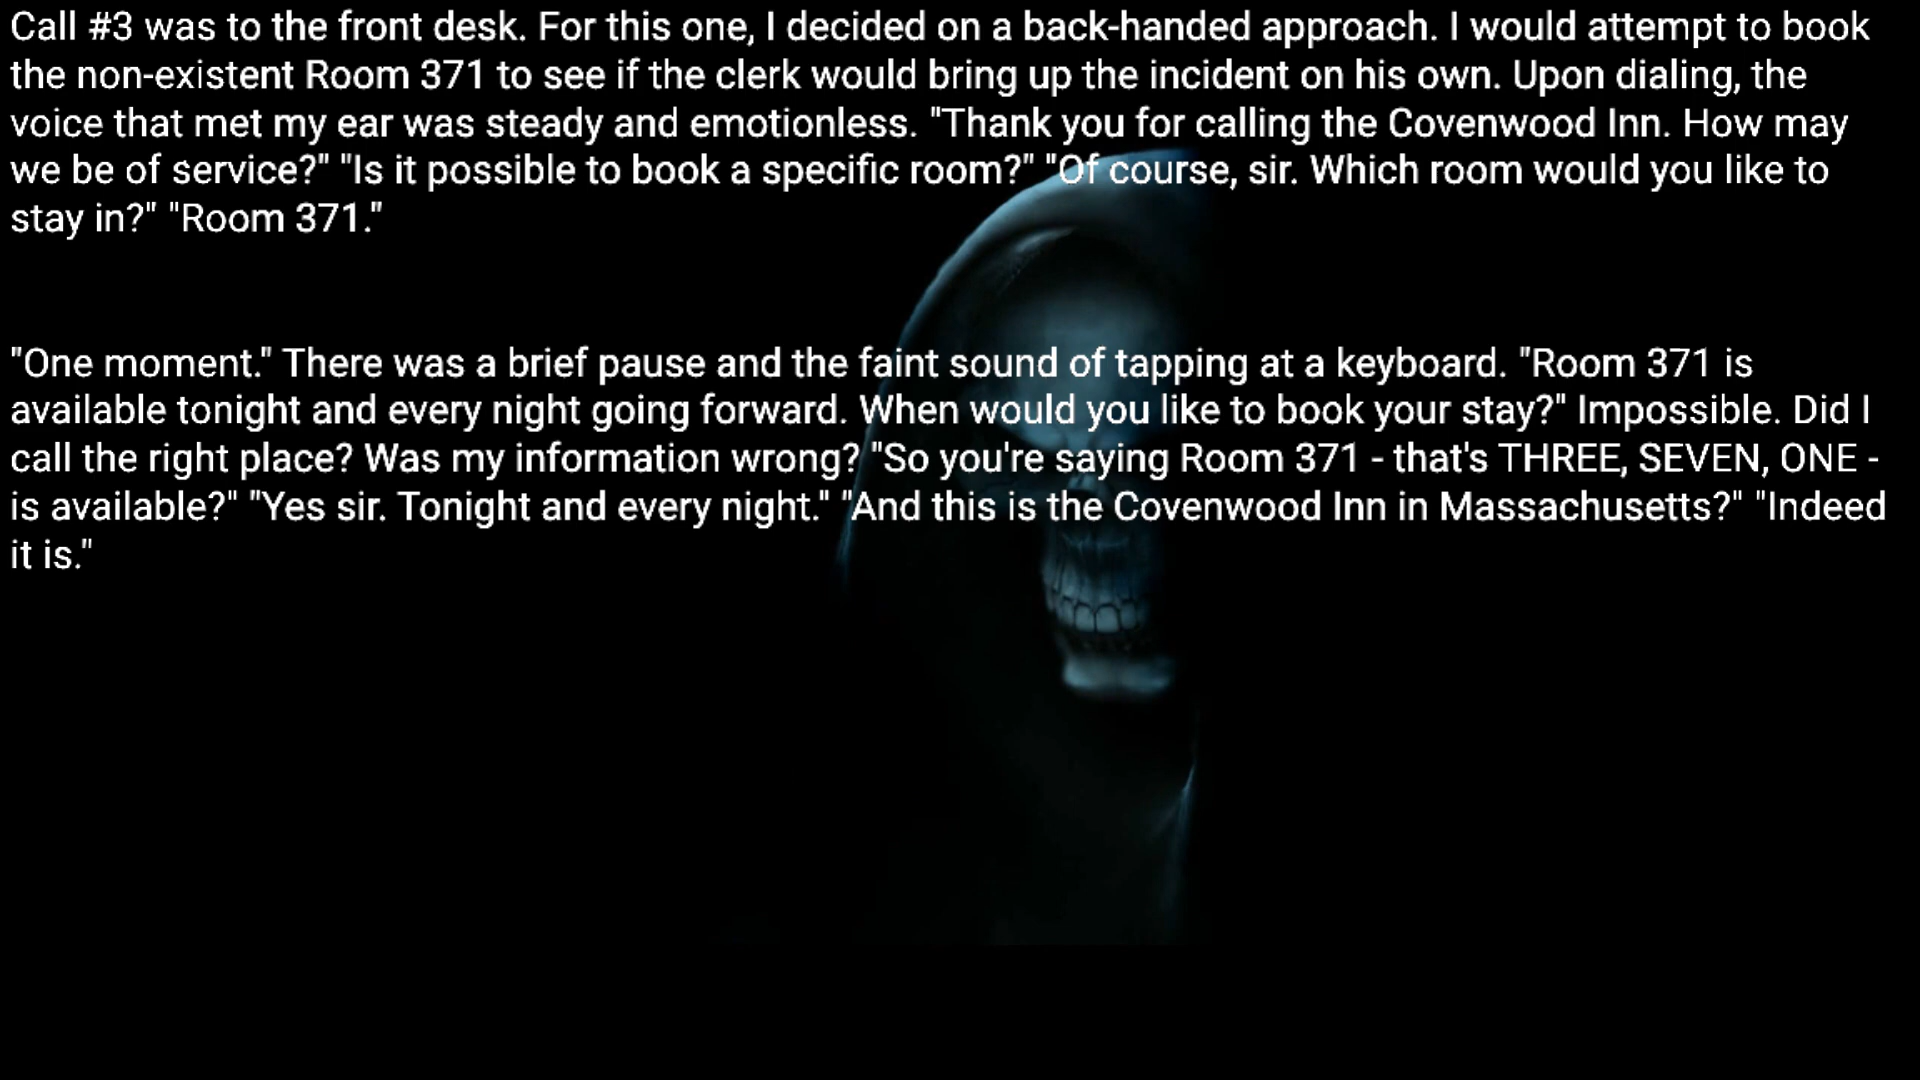 Call #3 was to the front desk. For this one, I decided on a back-handed approach. I would attempt to book
the non-existent Room 371 to see if the clerk would bring up the incident on his own. Upon dialing, the
voice that met my ear was steady and emotionless. "Thank you for calling the Covenwood Inn. How may
we be of service?" "Is it possible to book a specific room?" "Of course, sir. Which room would you like to
stay in?" "Room 371."
"One moment." There was a brief pause and the faint sound of tapping at a keyboard. "Room 371 is
available tonight and every night going forward. When would you like to book your stay?" Impossible. Did I
call the right place? Was my information wrong? "So you're saying Room 371 - that's THREE, SEVEN, ONE -
is available?" "Yes sir. Tonight and every night." "And this is the Covenwood Inn in Massachusetts?" "Indeed
it is."